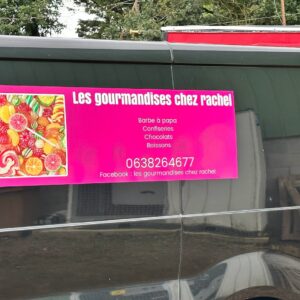 Les gourmandises chez rachel
Barbe à papa
Confiseries
Chocolats
Boissons
0638264677
Facebook : les gourmandises chez rachel